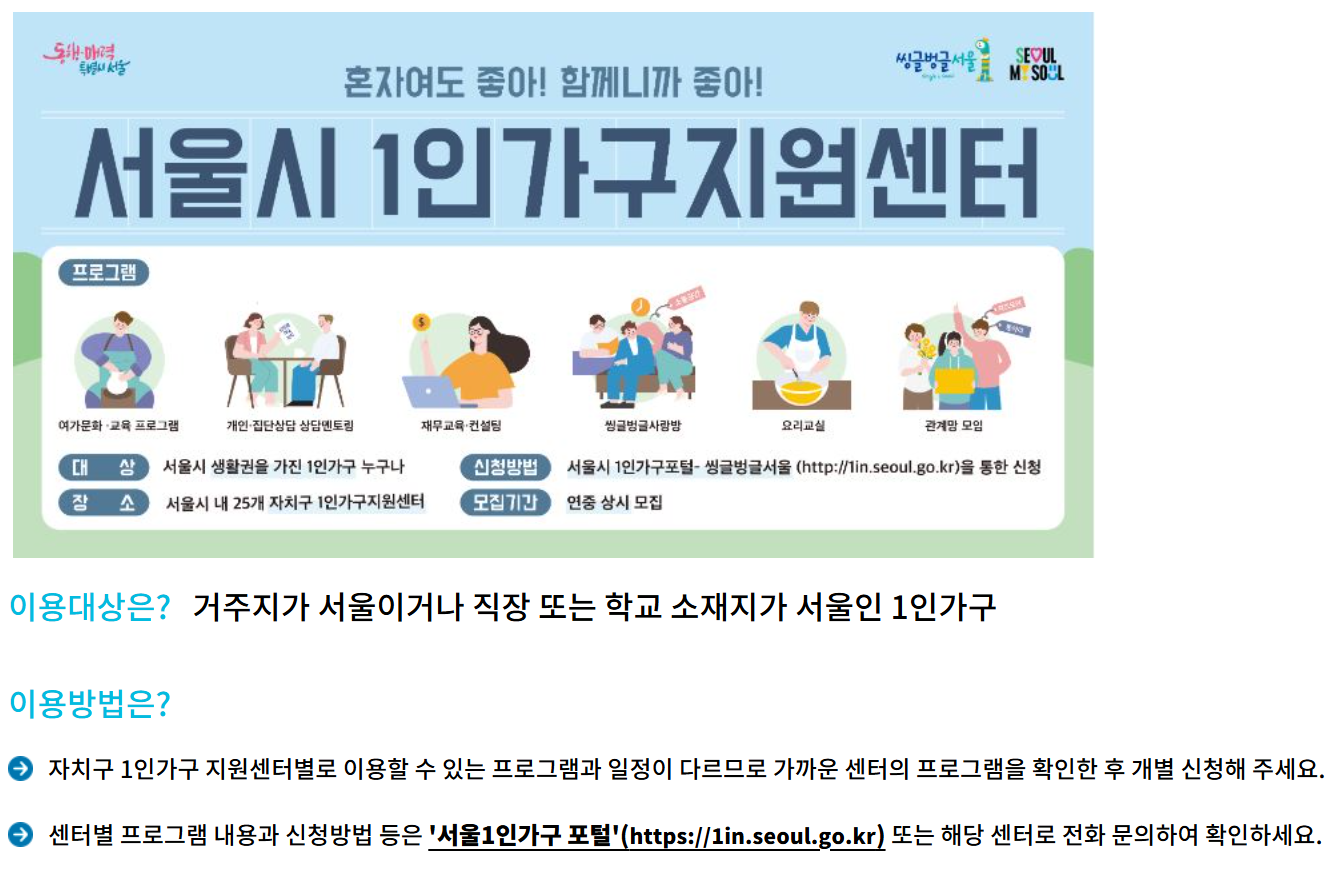 동행·매력
특별시 서울
씽글벙글서울
SEOUL
MY SOUL
혼자여도 좋아! 함께니까 좋아!
서울시 1인가구지원센터
프로그램
소통공간
여가문화·교육 프로그램
개인·집단상담 상담멘토링
재무교육·컨설팅
씽글벙글사랑방
요리교실
관계망 모임
대 상 서울시 생활권을 가진 1인가구 누구나
신청방법 서울시 1인가구포털- 씽글벙글서울 (http://1in.seoul.go.kr)을 통한 신청
장 소 서울시 내 25개 자치구 1인가구지원센터
모집기간 연중 상시 모집
이용대상은? 거주지가 서울이거나 직장 또는 학교 소재지가 서울인 1인가구
이용방법은?
자치구 1인가구 지원센터별로 이용할 수 있는 프로그램과 일정이 다르므로 가까운 센터의 프로그램을 확인한 후 개별 신청해 주세요.
센터별 프로그램 내용과 신청방법 등은 '서울1인가구 포털'(https://1in.seoul.go.kr) 또는 해당 센터로 전화 문의하여 확인하세요.